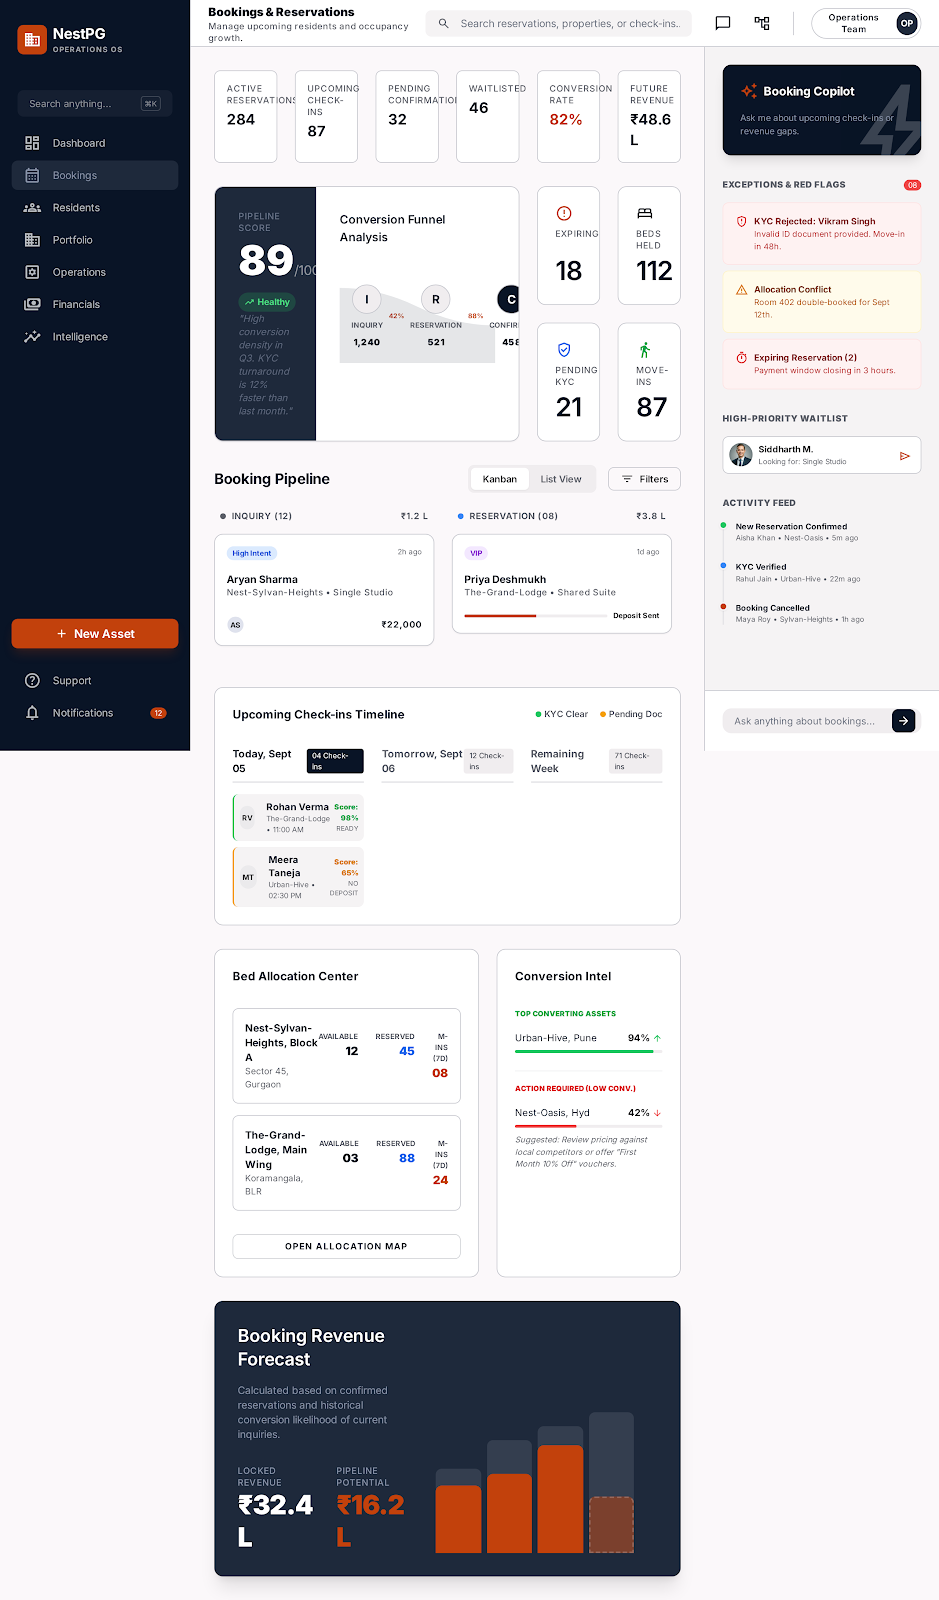 NestPG
OPERATIONS OS
Search anything...
⌘K
Dashboard
Bookings
Residents
Portfolio
Operations
Financials
Intelligence
+ New Asset
Support
Notifications
12
Bookings & Reservations
Manage upcoming residents and occupancy
growth.
Search reservations, properties, or check-ins..
Operations
Team
OP
ACTIVE
RESERVATIONS
284
UPCOMING
CHECK-
INS
87
PENDING
CONFIRMATION
32
WAITLISTED
46
CONVERSION
RATE
82%
FUTURE
REVENUE
₹48.6
L
PIPELINE
SCORE
89/100
Healthy
"High
conversion
density in
Q3. KYC
turnaround
is 12%
faster than
last month."
Conversion Funnel
Analysis
I
R
C
42%
88%
INQUIRY
RESERVATION
CONFIR
1,240
521
458
EXPIRING
18
BEDS
HELD
112
PENDING
KYC
21
MOVE-
INS
87
Booking Pipeline
Kanban
List View
Filters
INQUIRY (12)
₹1.2 L
RESERVATION (08)
₹3.8 L
High Intent
2h ago
Aryan Sharma
Nest-Sylvan-Heights • Single Studio
AS
₹22,000
VIP
1d ago
Priya Deshmukh
The-Grand-Lodge • Shared Suite
Deposit Sent
Upcoming Check-ins Timeline
KYC Clear
Pending Doc
Today, Sept
05
04 Check-
ins
Tomorrow, Sept
06
12 Check-
ins
Remaining
Week
71 Check-
ins
RV
Rohan Verma
The-Grand-Lodge
• 11:00 AM
Score:
98%
READY
MT
Meera
Taneja
Urban-Hive •
02:30 PM
Score:
65%
NO
DEPOSIT
Bed Allocation Center
Nest-Sylvan-
Heights, Block
A
Sector 45,
Gurgaon
AVAILABLE
12
RESERVED
45
M-
INS
(7D)
08
The-Grand-
Lodge, Main
Wing
Koramangala,
BLR
AVAILABLE
03
RESERVED
88
M-
INS
(7D)
24
OPEN ALLOCATION MAP
Conversion Intel
TOP CONVERTING ASSETS
Urban-Hive, Pune
94% ↑
ACTION REQUIRED (LOW CONV.)
Nest-Oasis, Hyd
42% ↓
Suggested: Review pricing against
local competitors or offer "First
Month 10% Off" vouchers.
Booking Revenue
Forecast
Calculated based on confirmed
reservations and historical
conversion likelihood of current
inquiries.
LOCKED
REVENUE
₹32.4
L
PIPELINE
POTENTIAL
₹16.2
L
Booking Copilot
Ask me about upcoming check-ins or
revenue gaps.
EXCEPTIONS & RED FLAGS
08
KYC Rejected: Vikram Singh
Invalid ID document provided. Move-in
in 48h.
Allocation Conflict
Room 402 double-booked for Sept
12th.
Expiring Reservation (2)
Payment window closing in 3 hours.
HIGH-PRIORITY WAITLIST
Siddharth M.
Looking for: Single Studio
ACTIVITY FEED
New Reservation Confirmed
Aisha Khan • Nest-Oasis • 5m ago
KYC Verified
Rahul Jain • Urban-Hive • 22m ago
Booking Cancelled
Maya Roy • Sylvan-Heights • 1h ago
Ask anything about bookings...